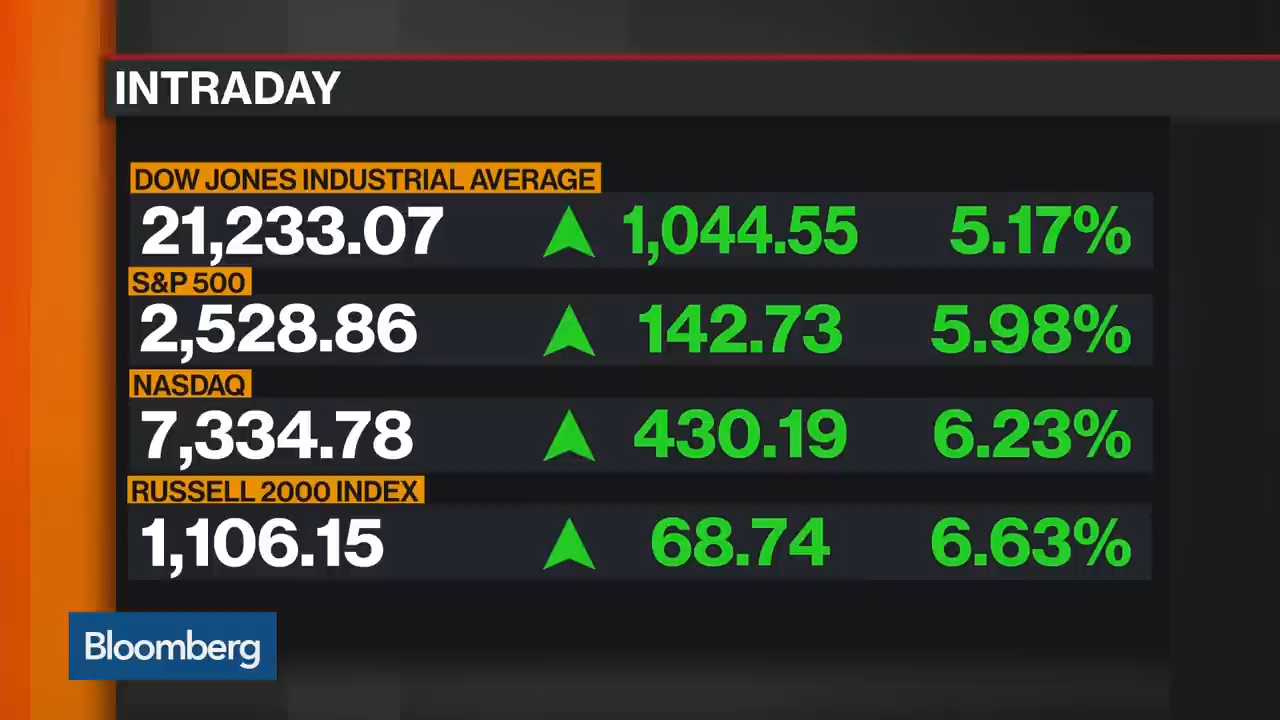 INTRADAY
DOW JONES INDUSTRIAL AVERAGE
21,233.07 ▲ 1,044.55 5.17%
S&P 500
2,528.86 ▲ 142.73 5.98%
NASDAQ
7,334.78 ▲ 430.19 6.23%
RUSSELL 2000 INDEX
1,106.15 ▲ 68.74 6.63%
Bloomberg